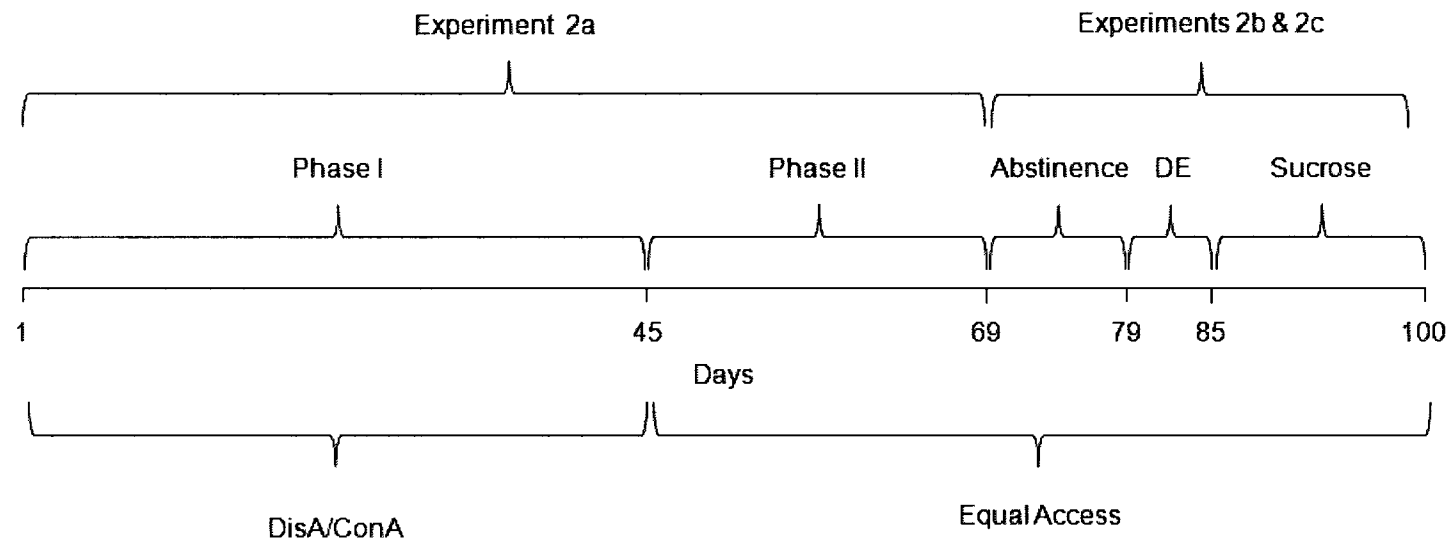 Experiment 2a
Experiments 2b & 2c
Phase I
Phase II
Abstinence
DE
Sucrose
1
45
69
79
85
100
Days
DisA/ConA
Equal Access